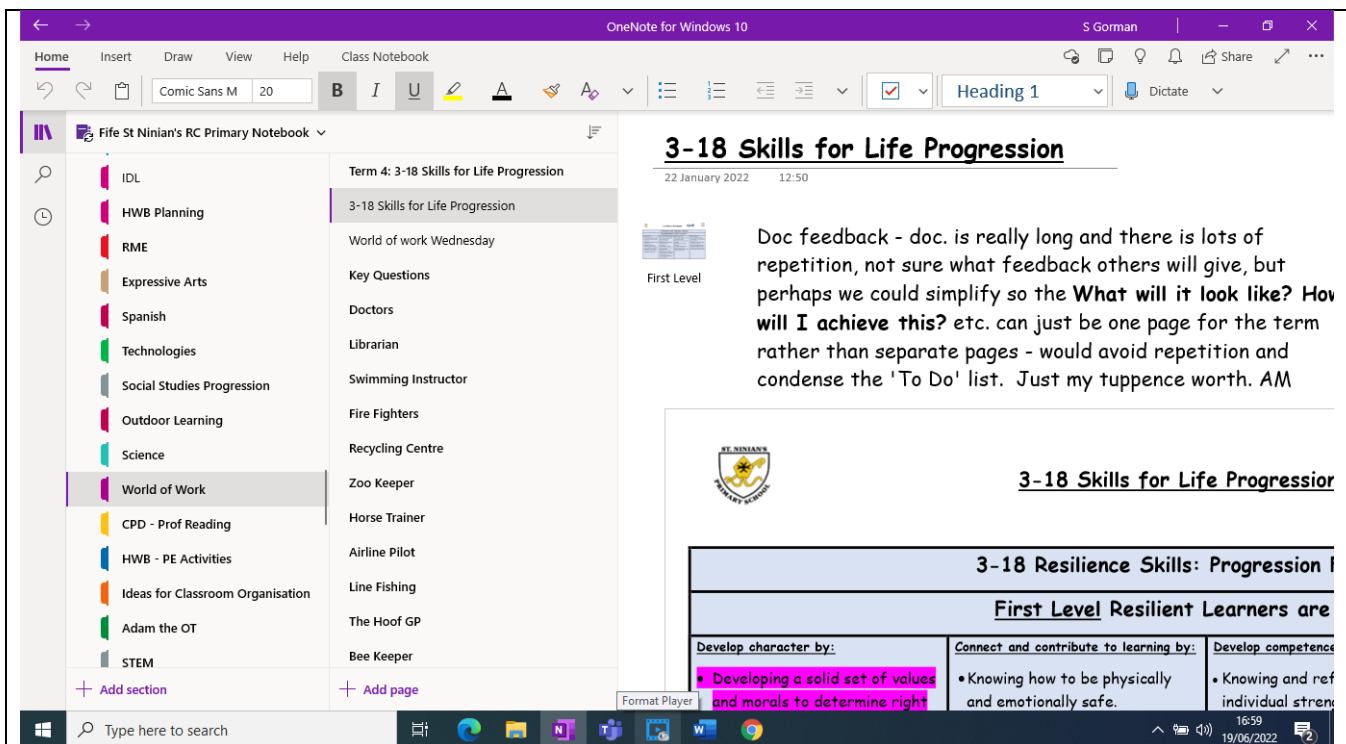 OneNote for Windows 10
S Gorman
Home Insert Draw View Help Class Notebook
Share
Comic Sans M 20
B I U A
Heading 1
Dictate
Fife St Ninian's RC Primary Notebook
IDL
HWB Planning
RME
Expressive Arts
Spanish
Technologies
Social Studies Progression
Outdoor Learning
Science
World of Work
CPD - Prof Reading
HWB - PE Activities
Ideas for Classroom Organisation
Adam the OT
STEM
Add section
Term 4: 3-18 Skills for Life Progression
3-18 Skills for Life Progression
World of work Wednesday
Key Questions
Doctors
Librarian
Swimming Instructor
Fire Fighters
Recycling Centre
Zoo Keeper
Horse Trainer
Airline Pilot
Line Fishing
The Hoof GP
Bee Keeper
Add page
3-18 Skills for Life Progression
22 January 2022 12:50
First Level
Doc feedback - doc. is really long and there is lots of
repetition, not sure what feedback others will give, but
perhaps we could simplify so the What will it look like? How
will I achieve this? etc. can just be one page for the term
rather than separate pages - would avoid repetition and
condense the 'To Do' list. Just my tuppence worth. AM
ST. NINIAN'S
PRIMARY SCHOOL
3-18 Skills for Life Progression
3-18 Resilience Skills: Progression
First Level Resilient Learners are
Develop character by:
• Developing a solid set of values
and morals to determine right
Connect and contribute to learning by:
• Knowing how to be physically
and emotionally safe.
Develop competence
• Knowing and ref
individual stren
Format Player
Type here to search
16:59
19/06/2022
2